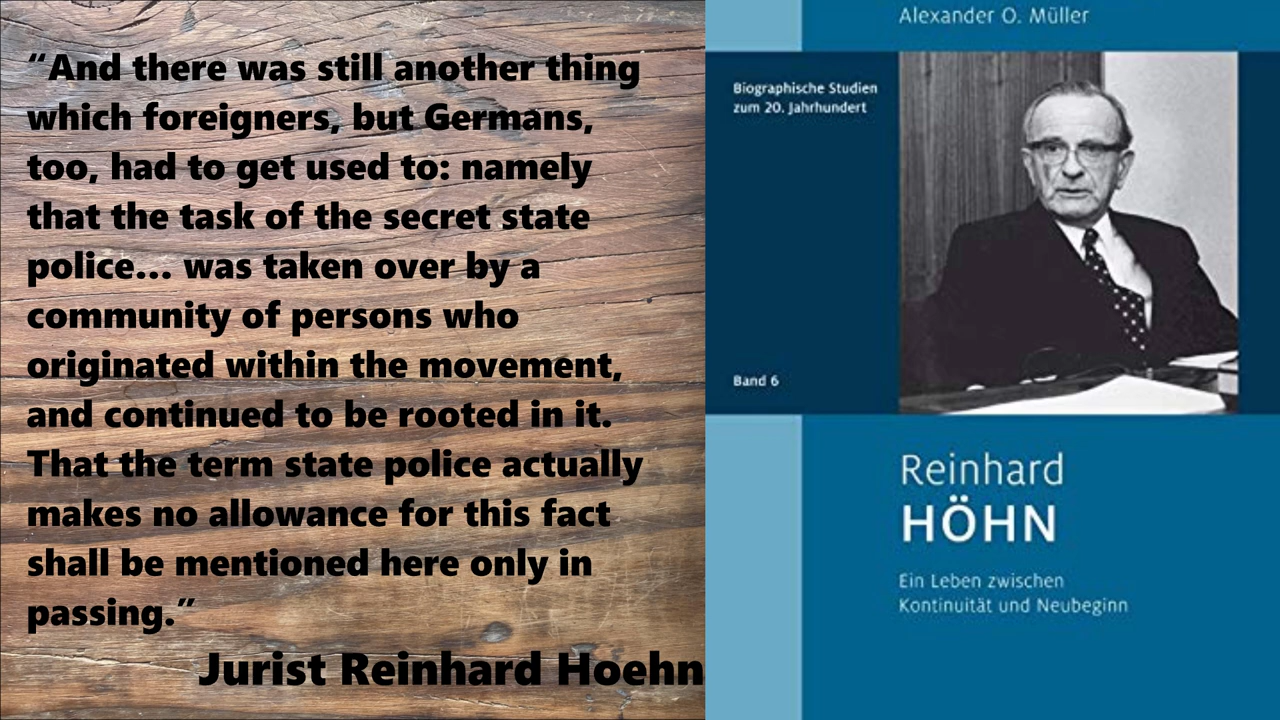 “And there was still another thing
which foreigners, but Germans,
too, had to get used to: namely
that the task of the secret state
police... was taken over by a
community of persons who
originated within the movement,
and continued to be rooted in it.
That the term state police actually
makes no allowance for this fact
shall be mentioned here only in
passing.”
Jurist Reinhard Hoehn
Alexander O. Müller
Biographische Studien
zum 20. Jahrhundert
Band 6
Reinhard
HÖHN
Ein Leben zwischen
Kontinuität und Neubeginn